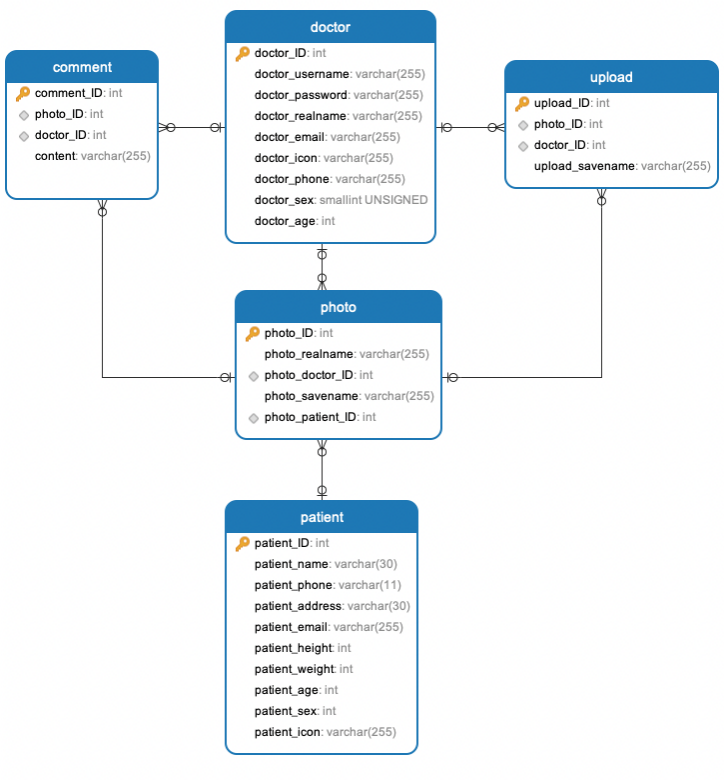 doctor
doctor_ID: int
doctor_username: varchar(255)
doctor_password: varchar(255)
doctor_realname: varchar(255)
doctor_email: varchar(255)
doctor_icon: varchar(255)
doctor_phone: varchar(255)
doctor_sex: smallint UNSIGNED
doctor_age: int
comment
comment_ID: int
photo_ID: int
doctor_ID: int
content: varchar(255)
upload
upload_ID: int
photo_ID: int
doctor_ID: int
upload_savename: varchar(255)
photo
photo_ID: int
photo_realname: varchar(255)
photo_doctor_ID: int
photo_savename: varchar(255)
photo_patient_ID: int
patient
patient_ID: int
patient_name: varchar(30)
patient_phone: varchar(11)
patient_address: varchar(30)
patient_email: varchar(255)
patient_height: int
patient_weight: int
patient_age: int
patient_sex: int
patient_icon: varchar(255)